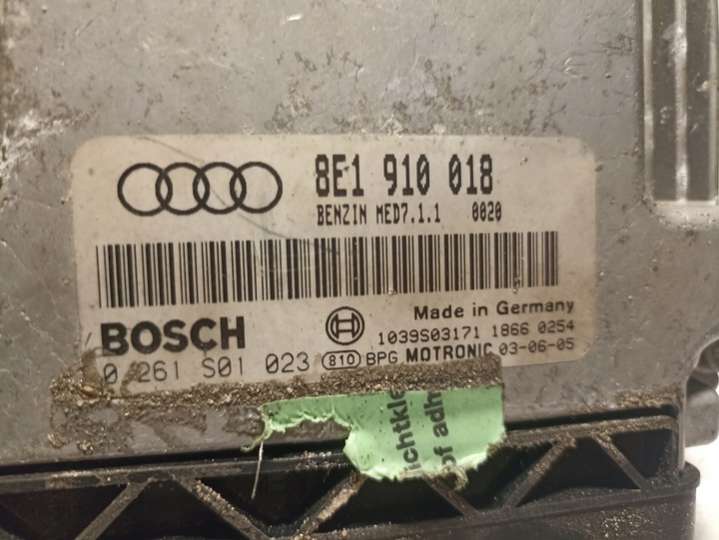 8E1 910 018
BENZIN MED7.1.1 0020
Made in Germany
BOSCH
1039S03171 1866 0254
0 261 S01 023 810 BPG MOTRONIC 03-06-05